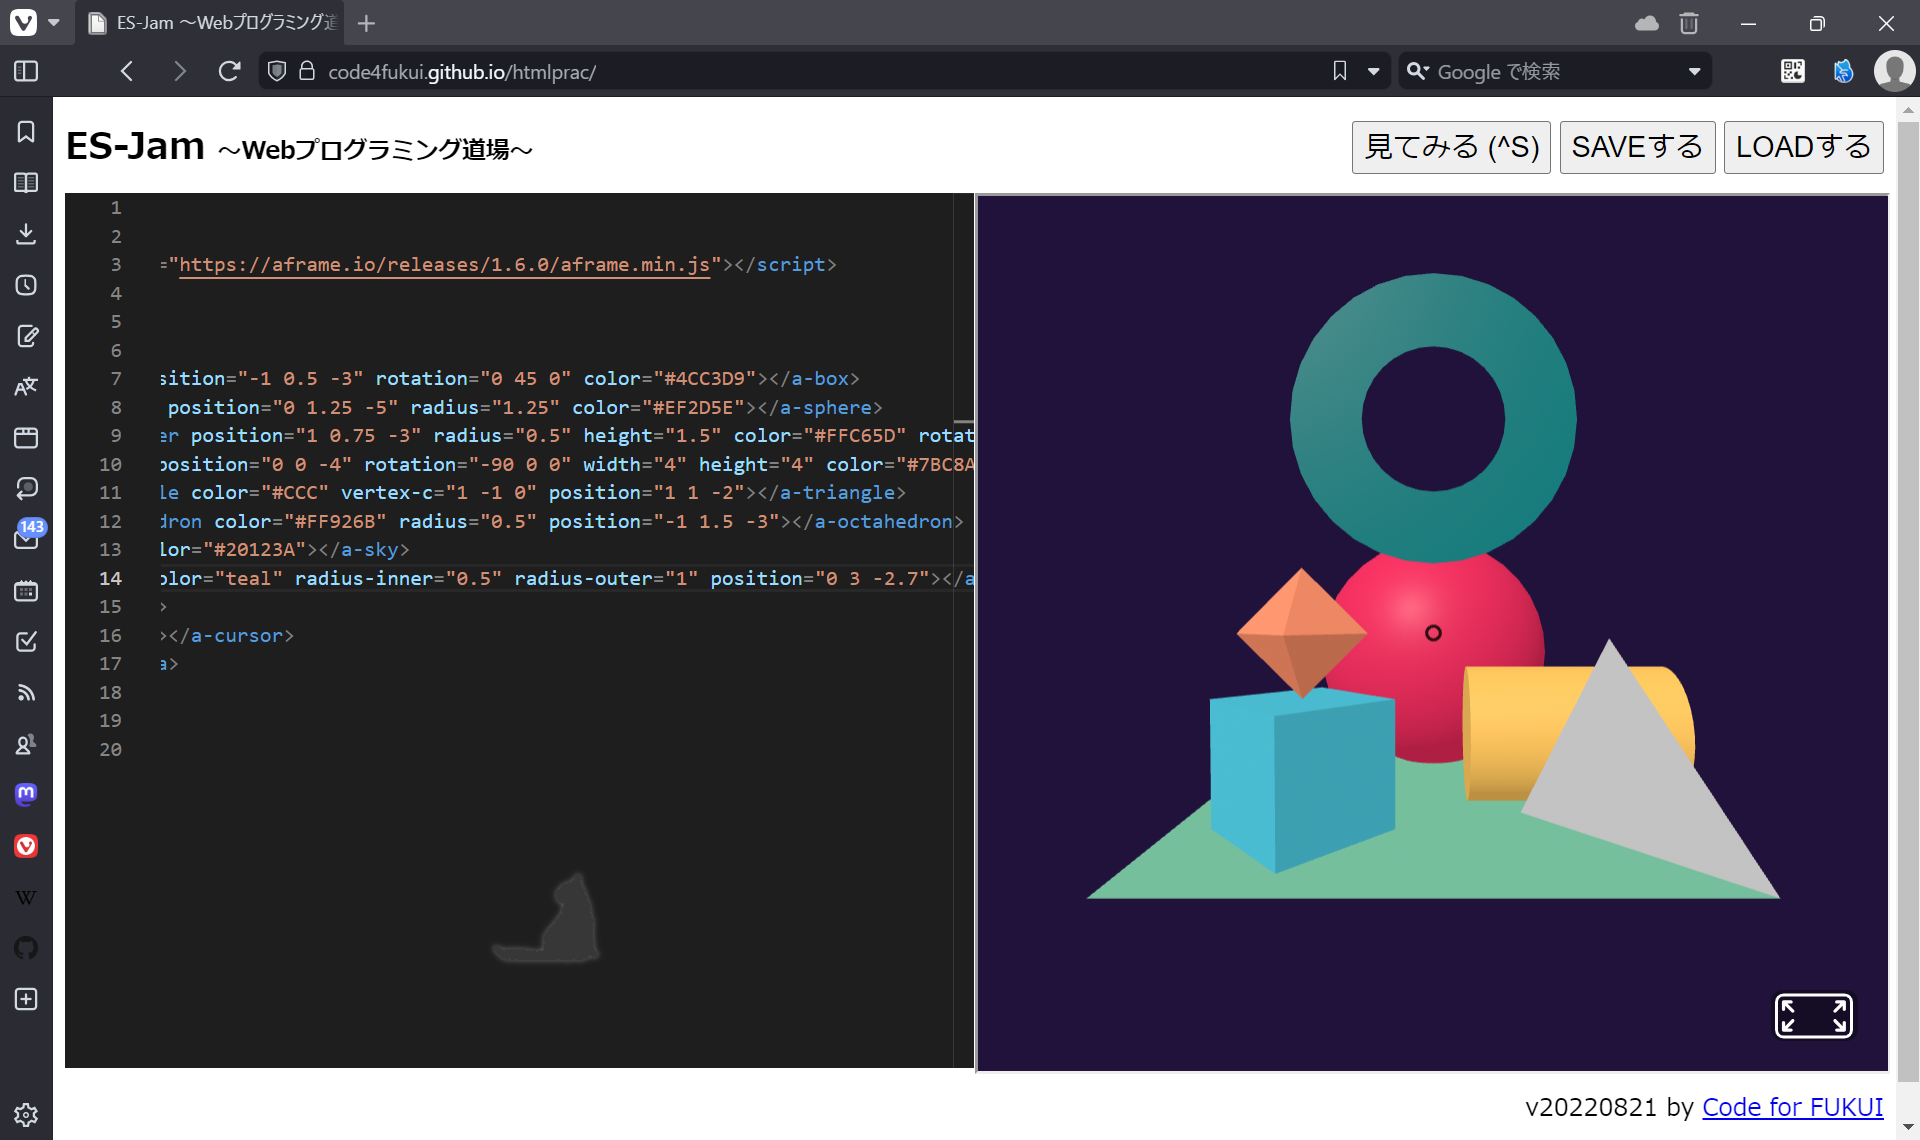 ES-Jam ～Webプログラミング道
code4fukui.github.io/htmlprac/
Google で検索
143
ES-Jam ～Webプログラミング道場～
見てみる (^S)
SAVEする
LOADする
1
2
3 ="https://aframe.io/releases/1.6.0/aframe.min.js"></script>
4
5
6
7 sition="-1 0.5 -3" rotation="0 45 0" color="#4CC3D9"></a-box>
8 position="0 1.25 -5" radius="1.25" color="#EF2D5E"></a-sphere>
9 er position="1 0.75 -3" radius="0.5" height="1.5" color="#FFC65D" rotat
10 position="0 0 -4" rotation="-90 0 0" width="4" height="4" color="#7BC8A
11 le color="#CCC" vertex-c="1 -1 0" position="1 1 -2"></a-triangle>
12 dron color="#FF926B" radius="0.5" position="-1 1.5 -3"></a-octahedron>
13 lor="#20123A"></a-sky>
14 olor="teal" radius-inner="0.5" radius-outer="1" position="0 3 -2.7"></a
15 >
16 ></a-cursor>
17 a>
18
19
20
v20220821 by Code for FUKUI